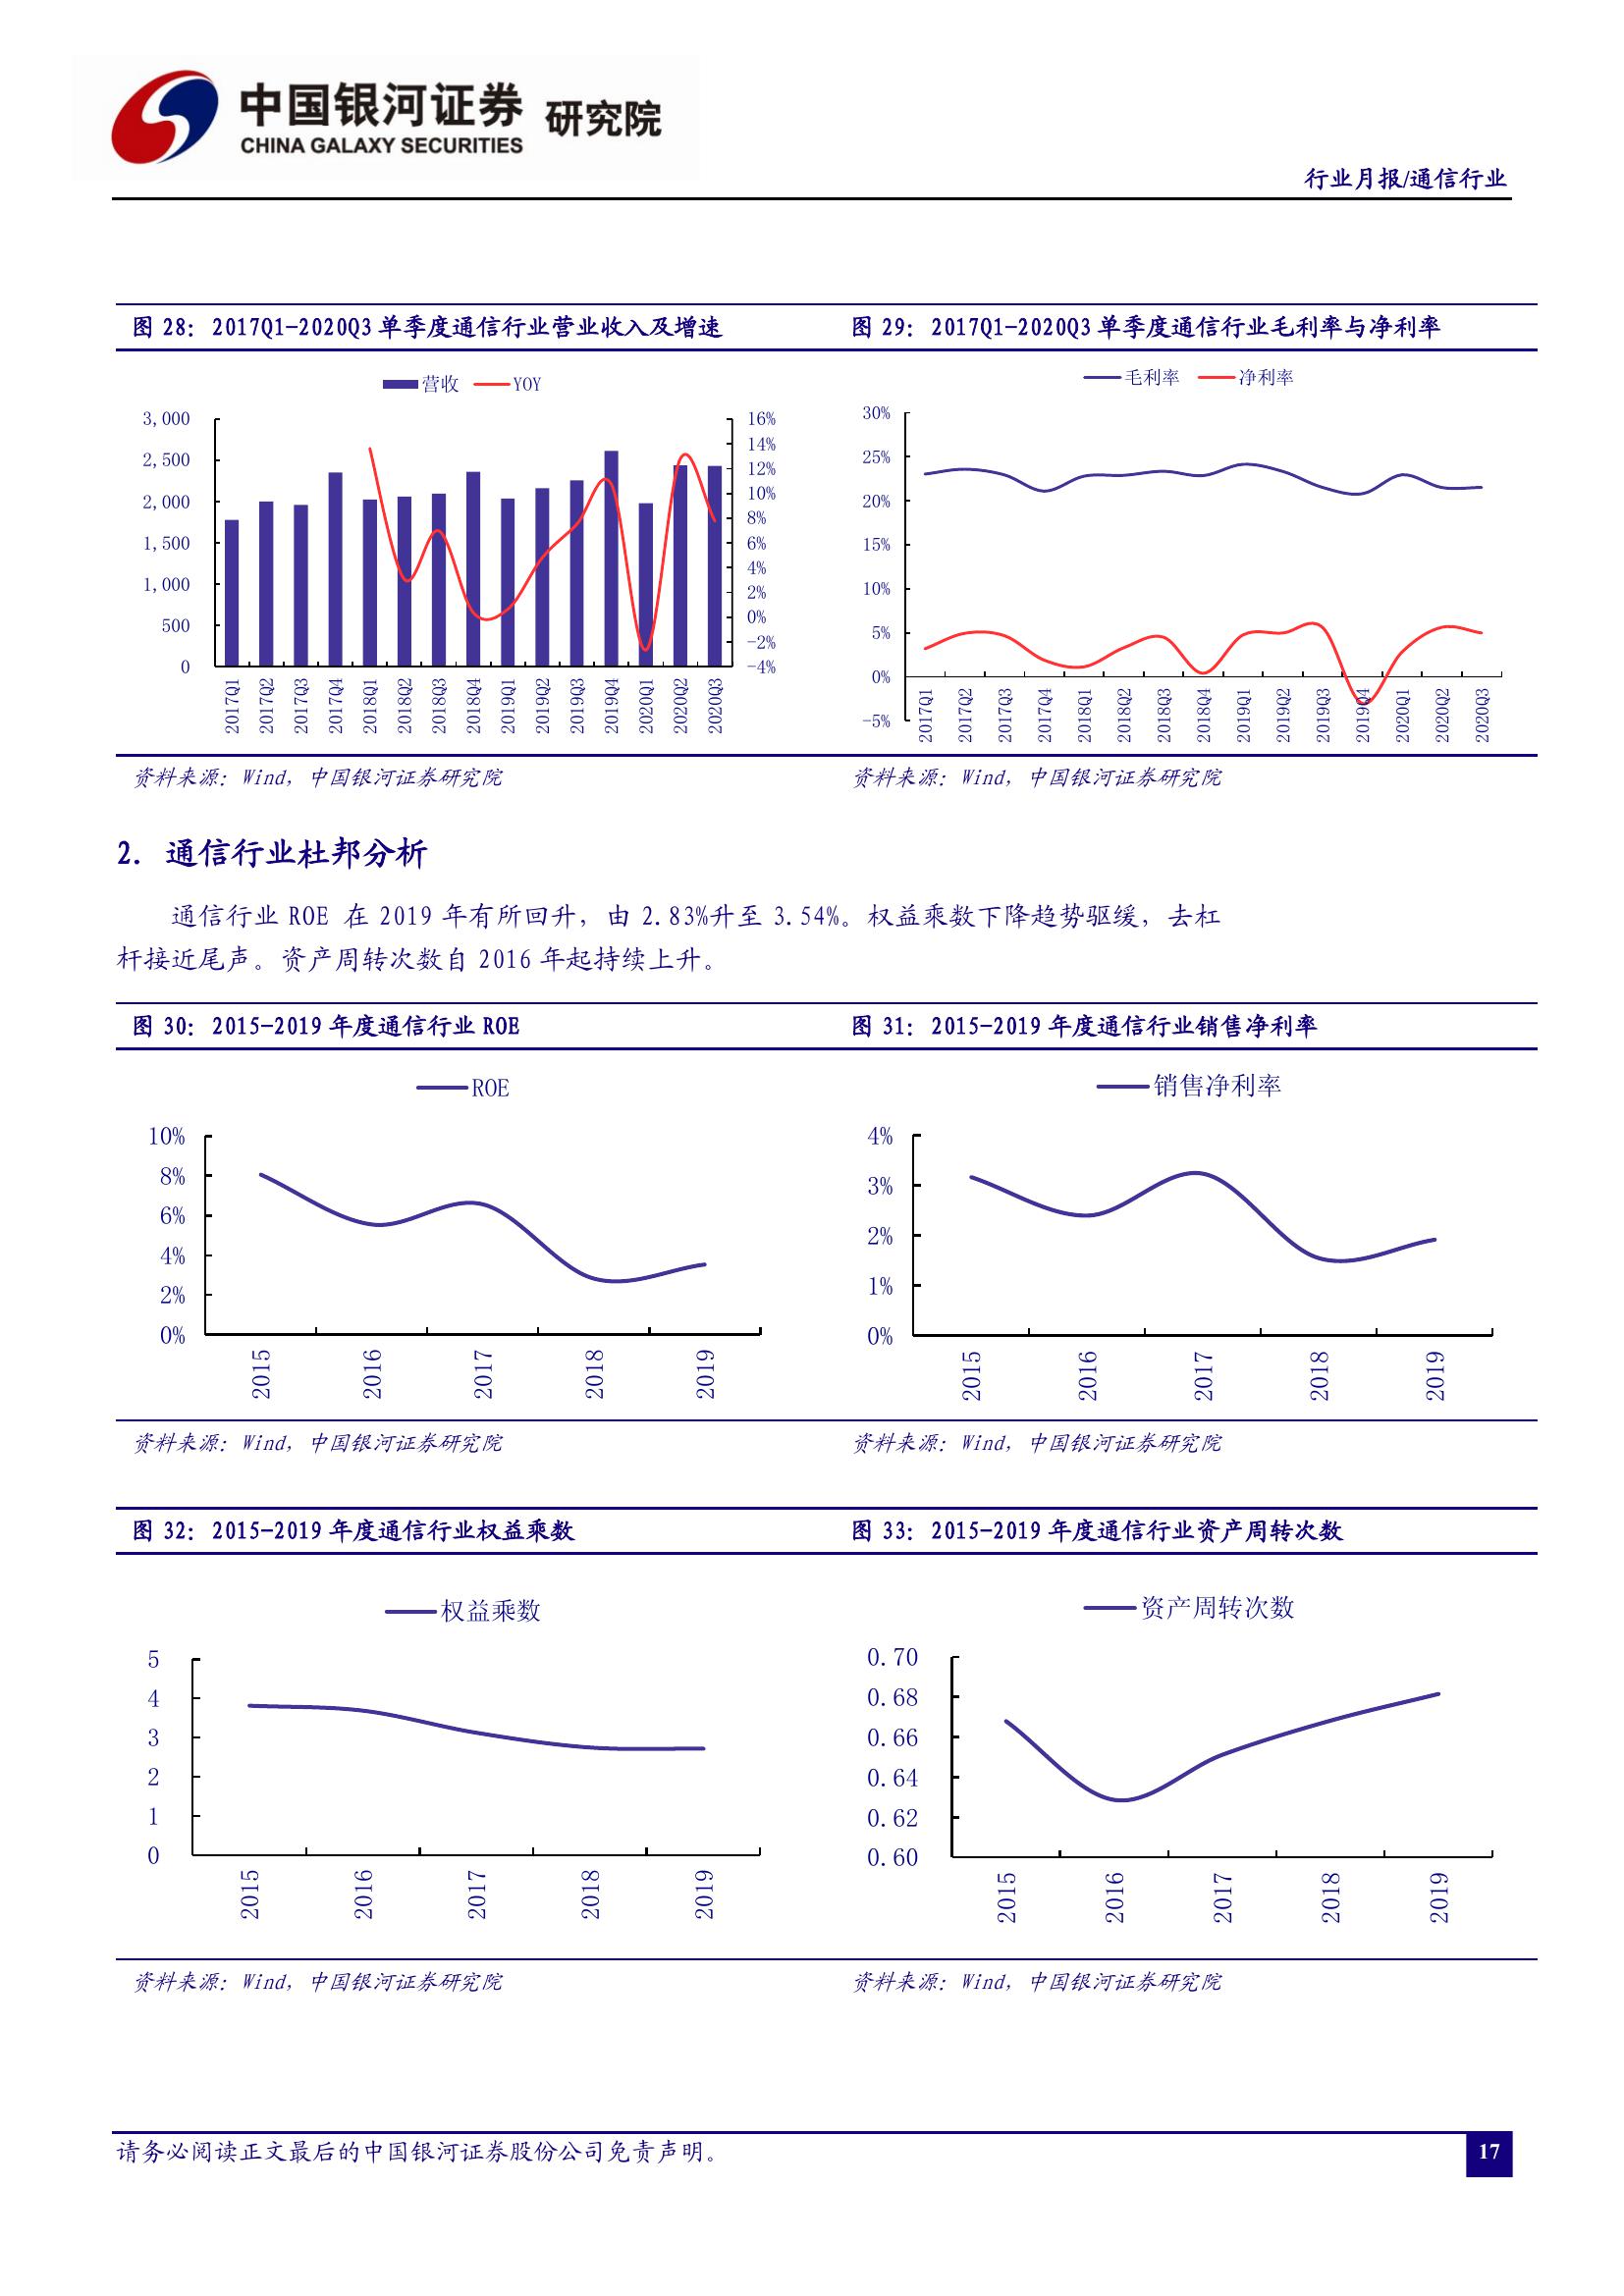 中国银河证券 研究院
CHINA GALAXY SECURITIES
行业月报/通信行业
图 28： 2017Q1-2020Q3 单季度通信行业营业收入及增速
营收 YOY
3,000
2,500
2,000
1,500
1,000
500
0
16%
14%
12%
10%
8%
6%
4%
2%
0%
-2%
-4%
2017Q1 2017Q2 2017Q3 2017Q4 2018Q1 2018Q2 2018Q3 2018Q4 2019Q1 2019Q2 2019Q3 2019Q4 2020Q1 2020Q2 2020Q3
资料来源：Wind，中国银河证券研究院
图 29： 2017Q1-2020Q3 单季度通信行业毛利率与净利率
毛利率 净利率
30%
25%
20%
15%
10%
5%
0%
-5%
2017Q1 2017Q2 2017Q3 2017Q4 2018Q1 2018Q2 2018Q3 2018Q4 2019Q1 2019Q2 2019Q3 2019Q4 2020Q1 2020Q2 2020Q3
资料来源：Wind，中国银河证券研究院
2. 通信行业杜邦分析
通信行业 ROE 在 2019 年有所回升，由 2.83%升至 3.54%。权益乘数下降趋势驱缓，去杠
杆接近尾声。资产周转次数自 2016 年起持续上升。
图 30： 2015-2019 年度通信行业 ROE
ROE
10%
8%
6%
4%
2%
0%
2015 2016 2017 2018 2019
资料来源：Wind，中国银河证券研究院
图 31： 2015-2019 年度通信行业销售净利率
销售净利率
4%
3%
2%
1%
0%
2015 2016 2017 2018 2019
资料来源：Wind，中国银河证券研究院
图 32： 2015-2019 年度通信行业权益乘数
权益乘数
5
4
3
2
1
0
2015 2016 2017 2018 2019
资料来源：Wind，中国银河证券研究院
图 33： 2015-2019 年度通信行业资产周转次数
资产周转次数
0.70
0.68
0.66
0.64
0.62
0.60
2015 2016 2017 2018 2019
资料来源：Wind，中国银河证券研究院
请务必阅读正文最后的中国银河证券股份公司免责声明。
17